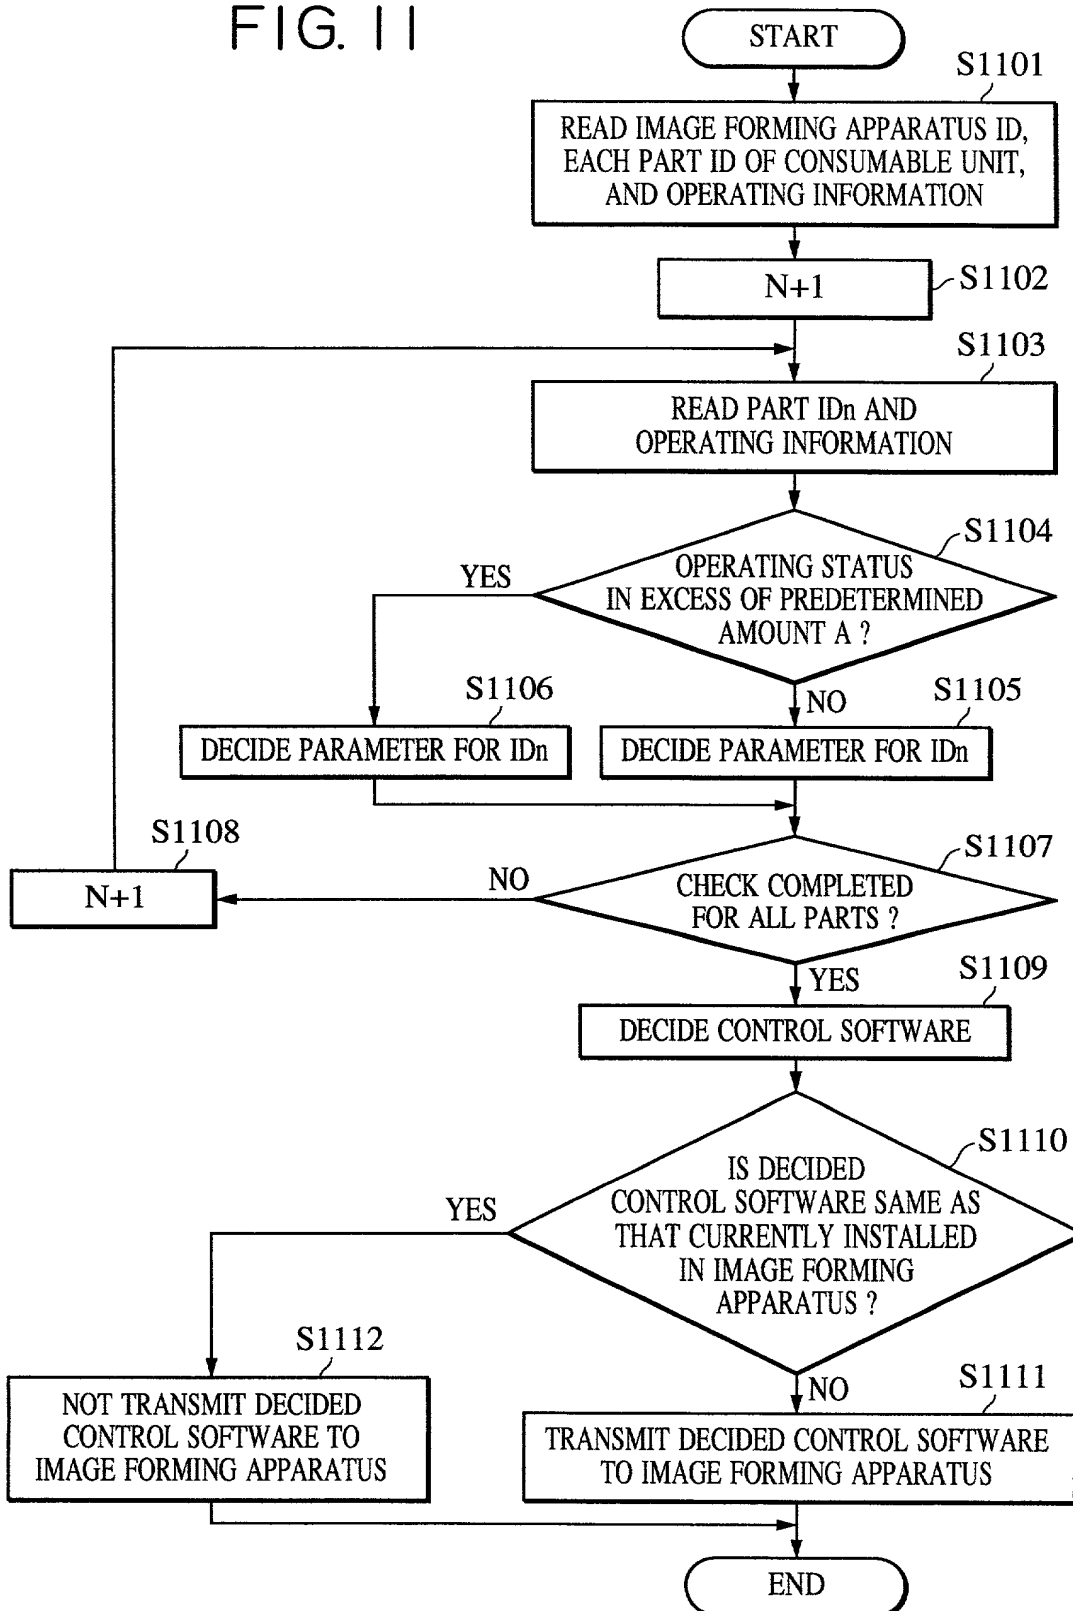 FIG. 11
START
S1101
READ IMAGE FORMING APPARATUS ID,
EACH PART ID OF CONSUMABLE UNIT,
AND OPERATING INFORMATION
N+1
S1102
S1103
READ PART IDn AND
OPERATING INFORMATION
S1104
OPERATING STATUS
IN EXCESS OF PREDETERMINED
AMOUNT A ?
YES
NO
S1106
DECIDE PARAMETER FOR IDn
S1105
DECIDE PARAMETER FOR IDn
S1108
N+1
S1107
CHECK COMPLETED
FOR ALL PARTS ?
NO
YES
S1109
DECIDE CONTROL SOFTWARE
S1110
IS DECIDED
CONTROL SOFTWARE SAME AS
THAT CURRENTLY INSTALLED
IN IMAGE FORMING
APPARATUS ?
YES
NO
S1112
NOT TRANSMIT DECIDED
CONTROL SOFTWARE TO
IMAGE FORMING APPARATUS
S1111
TRANSMIT DECIDED CONTROL SOFTWARE
TO IMAGE FORMING APPARATUS
END